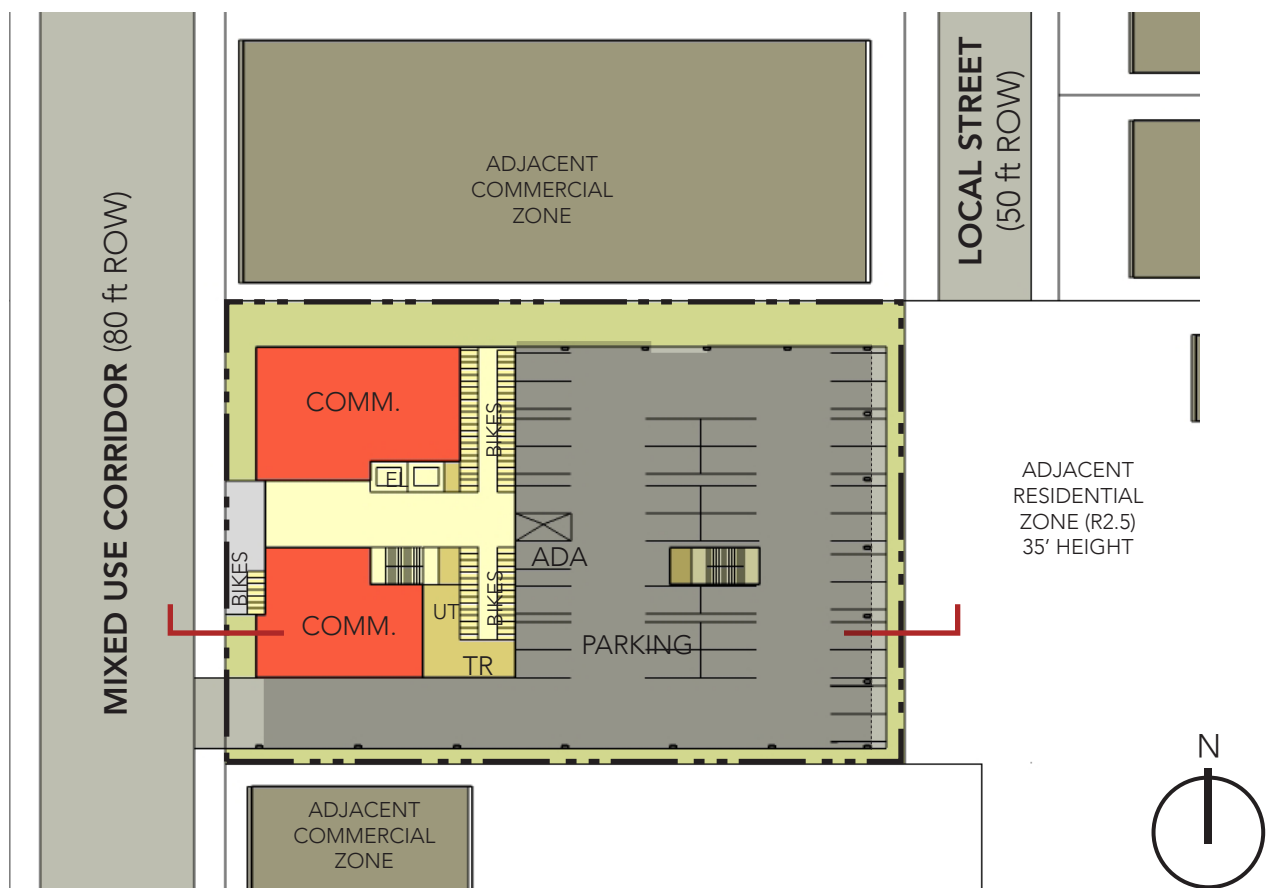 MIXED USE CORRIDOR (80 ft ROW)
ADJACENT
COMMERCIAL
ZONE
LOCAL STREET
(50 ft ROW)
COMM.
BIKES
EL
BIKES
ADA
COMM.
UT
BIKES
TR
PARKING
ADJACENT
RESIDENTIAL
ZONE (R2.5)
35’ HEIGHT
ADJACENT
COMMERCIAL
ZONE
N